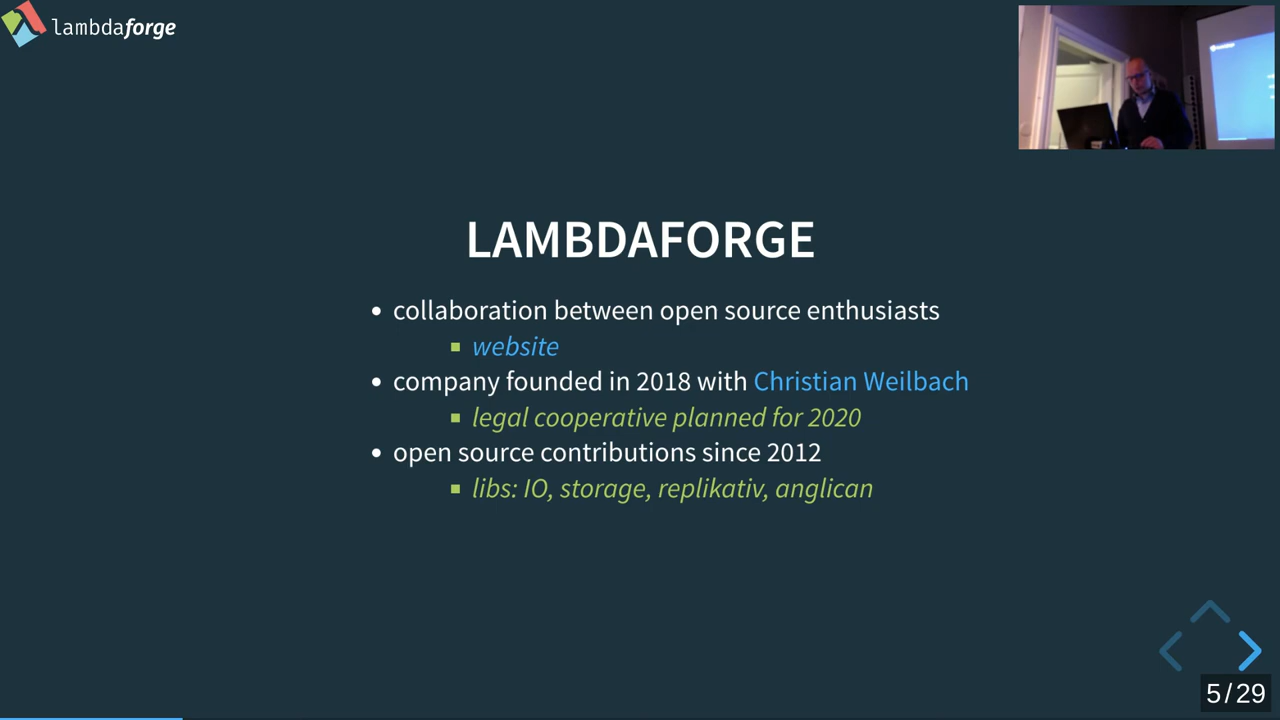 lambdaforge
LAMBDAFORGE
collaboration between open source enthusiasts
website
company founded in 2018 with Christian Weilbach
legal cooperative planned for 2020
open source contributions since 2012
libs: IO, storage, replikativ, anglican
5/29